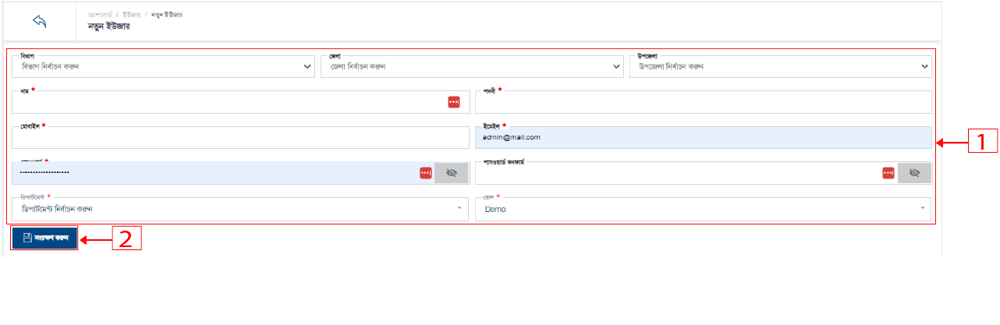 ড্যাশবোর্ড / ইউজার / নতুন ইউজার
নতুন ইউজার
বিভাগ
বিভাগ নির্বাচন করুন
জেলা
জেলা নির্বাচন করুন
উপজেলা
উপজেলা নির্বাচন করুন
নাম *
পদবী *
মোবাইল *
ইমেইল *
admin@mail.com
1
পাসওয়ার্ড *
পাসওয়ার্ড কনফার্ম
ডিপার্টমেন্ট *
ডিপার্টমেন্ট নির্বাচন করুন
রোল *
Demo
সংরক্ষণ করুন
2